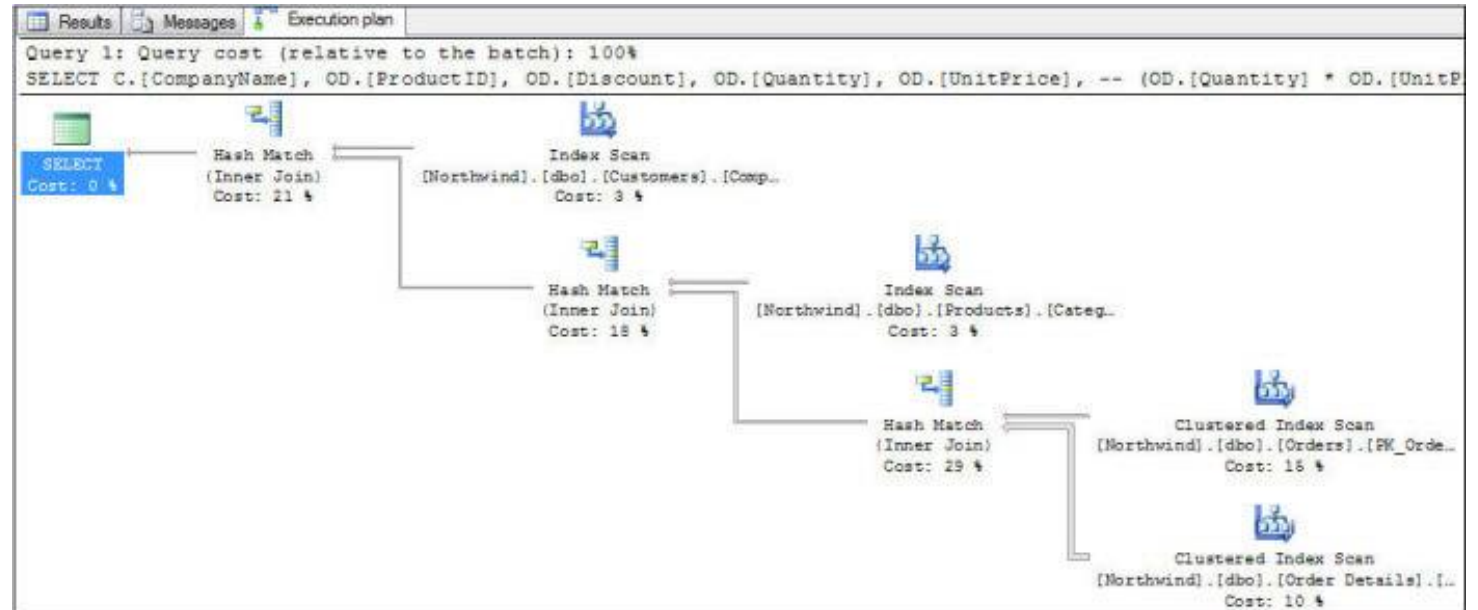 Results Messages Execution plan
Query 1: Query cost (relative to the batch): 100%
SELECT C.[CompanyName], OD.[ProductID], OD.[Discount], OD.[Quantity], OD.[UnitPrice], -- (OD.[Quantity] * OD.[UnitP
SELECT
Cost: 0 %
Hash Match
(Inner Join)
Cost: 21 %
Index Scan
[Northwind].[dbo].[Customers].[Comp…
Cost: 3 %
Hash Match
(Inner Join)
Cost: 18 %
Index Scan
[Northwind].[dbo].[Products].[Categ…
Cost: 3 %
Hash Match
(Inner Join)
Cost: 29 %
Clustered Index Scan
[Northwind].[dbo].[Orders].[PK_Orde…
Cost: 16 %
Clustered Index Scan
[Northwind].[dbo].[Order Details].[…
Cost: 10 %